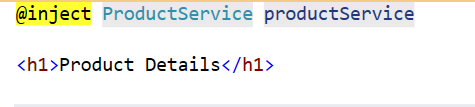 @inject ProductService productService
<h1>Product Details</h1>